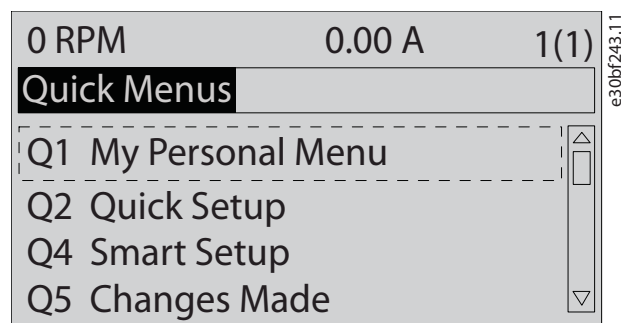 0 RPM 0.00 A 1(1)
Quick Menus
Q1 My Personal Menu
Q2 Quick Setup
Q4 Smart Setup
Q5 Changes Made
e30bf243.11